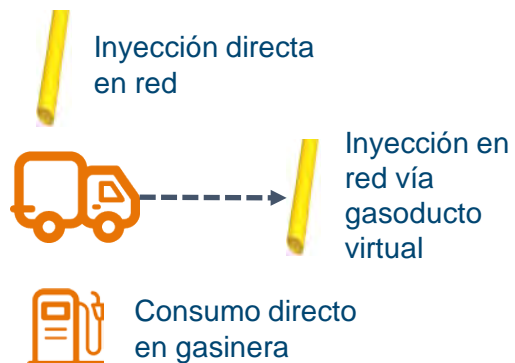 Inyección directa
en red
Inyección en
red vía
gasoducto
virtual
Consumo directo
en gasinera